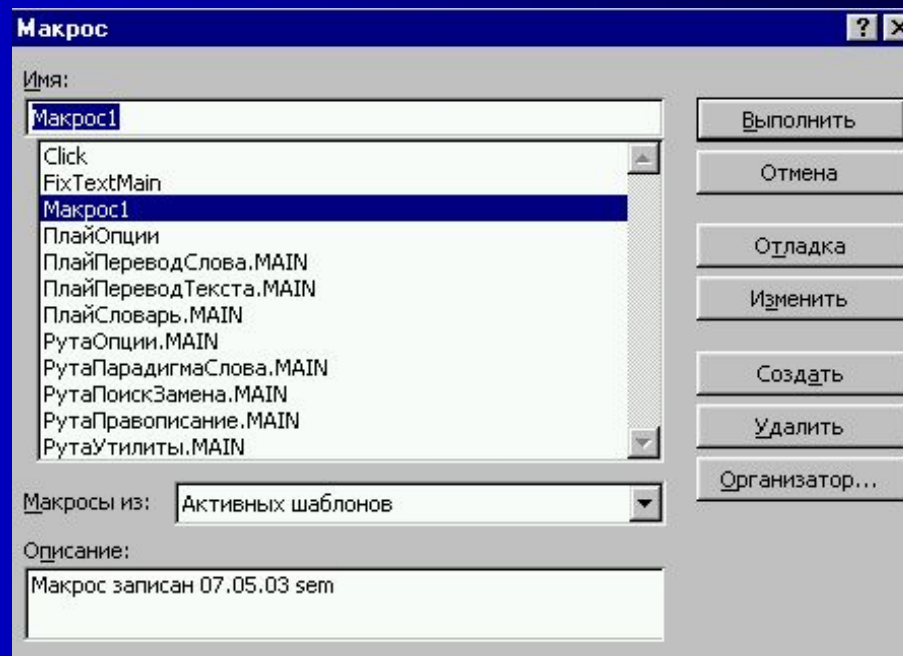 Макрос
Имя:
Макрос1
Click
FixTextMain
Макрос1
ПлайОпции
ПлайПереводСлова.MAIN
ПлайПереводТекста.MAIN
ПлайСловарь.MAIN
РутаОпции.MAIN
РутаПарадигмаСлова.MAIN
РутаПоискЗамена.MAIN
РутаПравописание.MAIN
РутаУтилиты.MAIN
Макросы из: Активных шаблонов
Описание:
Макрос записан 07.05.03 sem
Выполнить
Отмена
Отладка
Изменить
Создать
Удалить
Организатор...